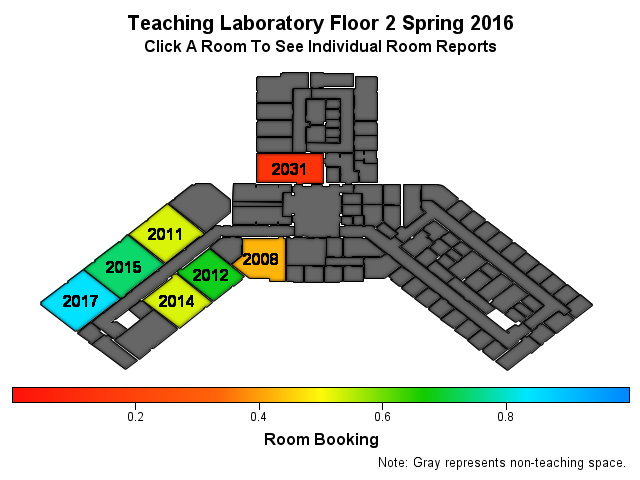 Teaching Laboratory Floor 2 Spring 2016
Click A Room To See Individual Room Reports
2031
2011
2015
2008
2012
2017
2014
0.2 0.4 0.6 0.8
Room Booking
Note: Gray represents non-teaching space.